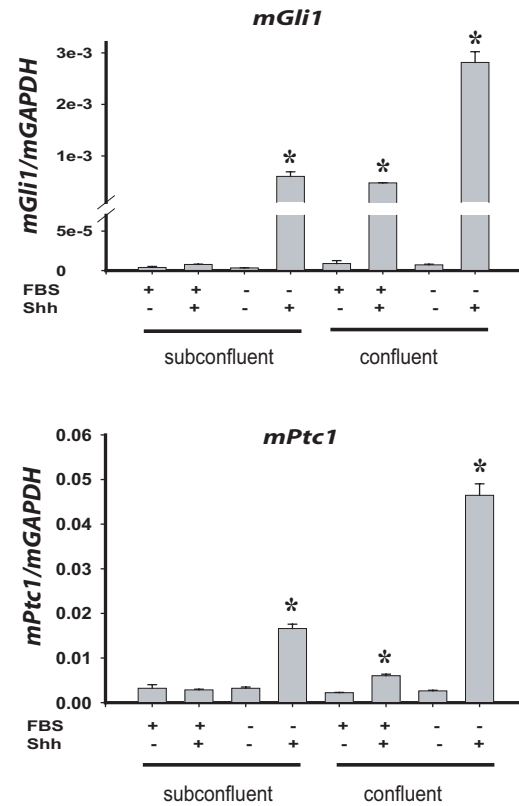 mGli1
mGli1/mGAPDH
3e-3
2e-3
1e-3
5e-5
0
* * *
FBS + + - - + + - -
Shh - + - + - + - +
subconfluent confluent
mPtc1
mPtc1/mGAPDH
0.06
0.05
0.04
0.03
0.02
0.01
0.00
* * *
FBS + + - - + + - -
Shh - + - + - + - +
subconfluent confluent